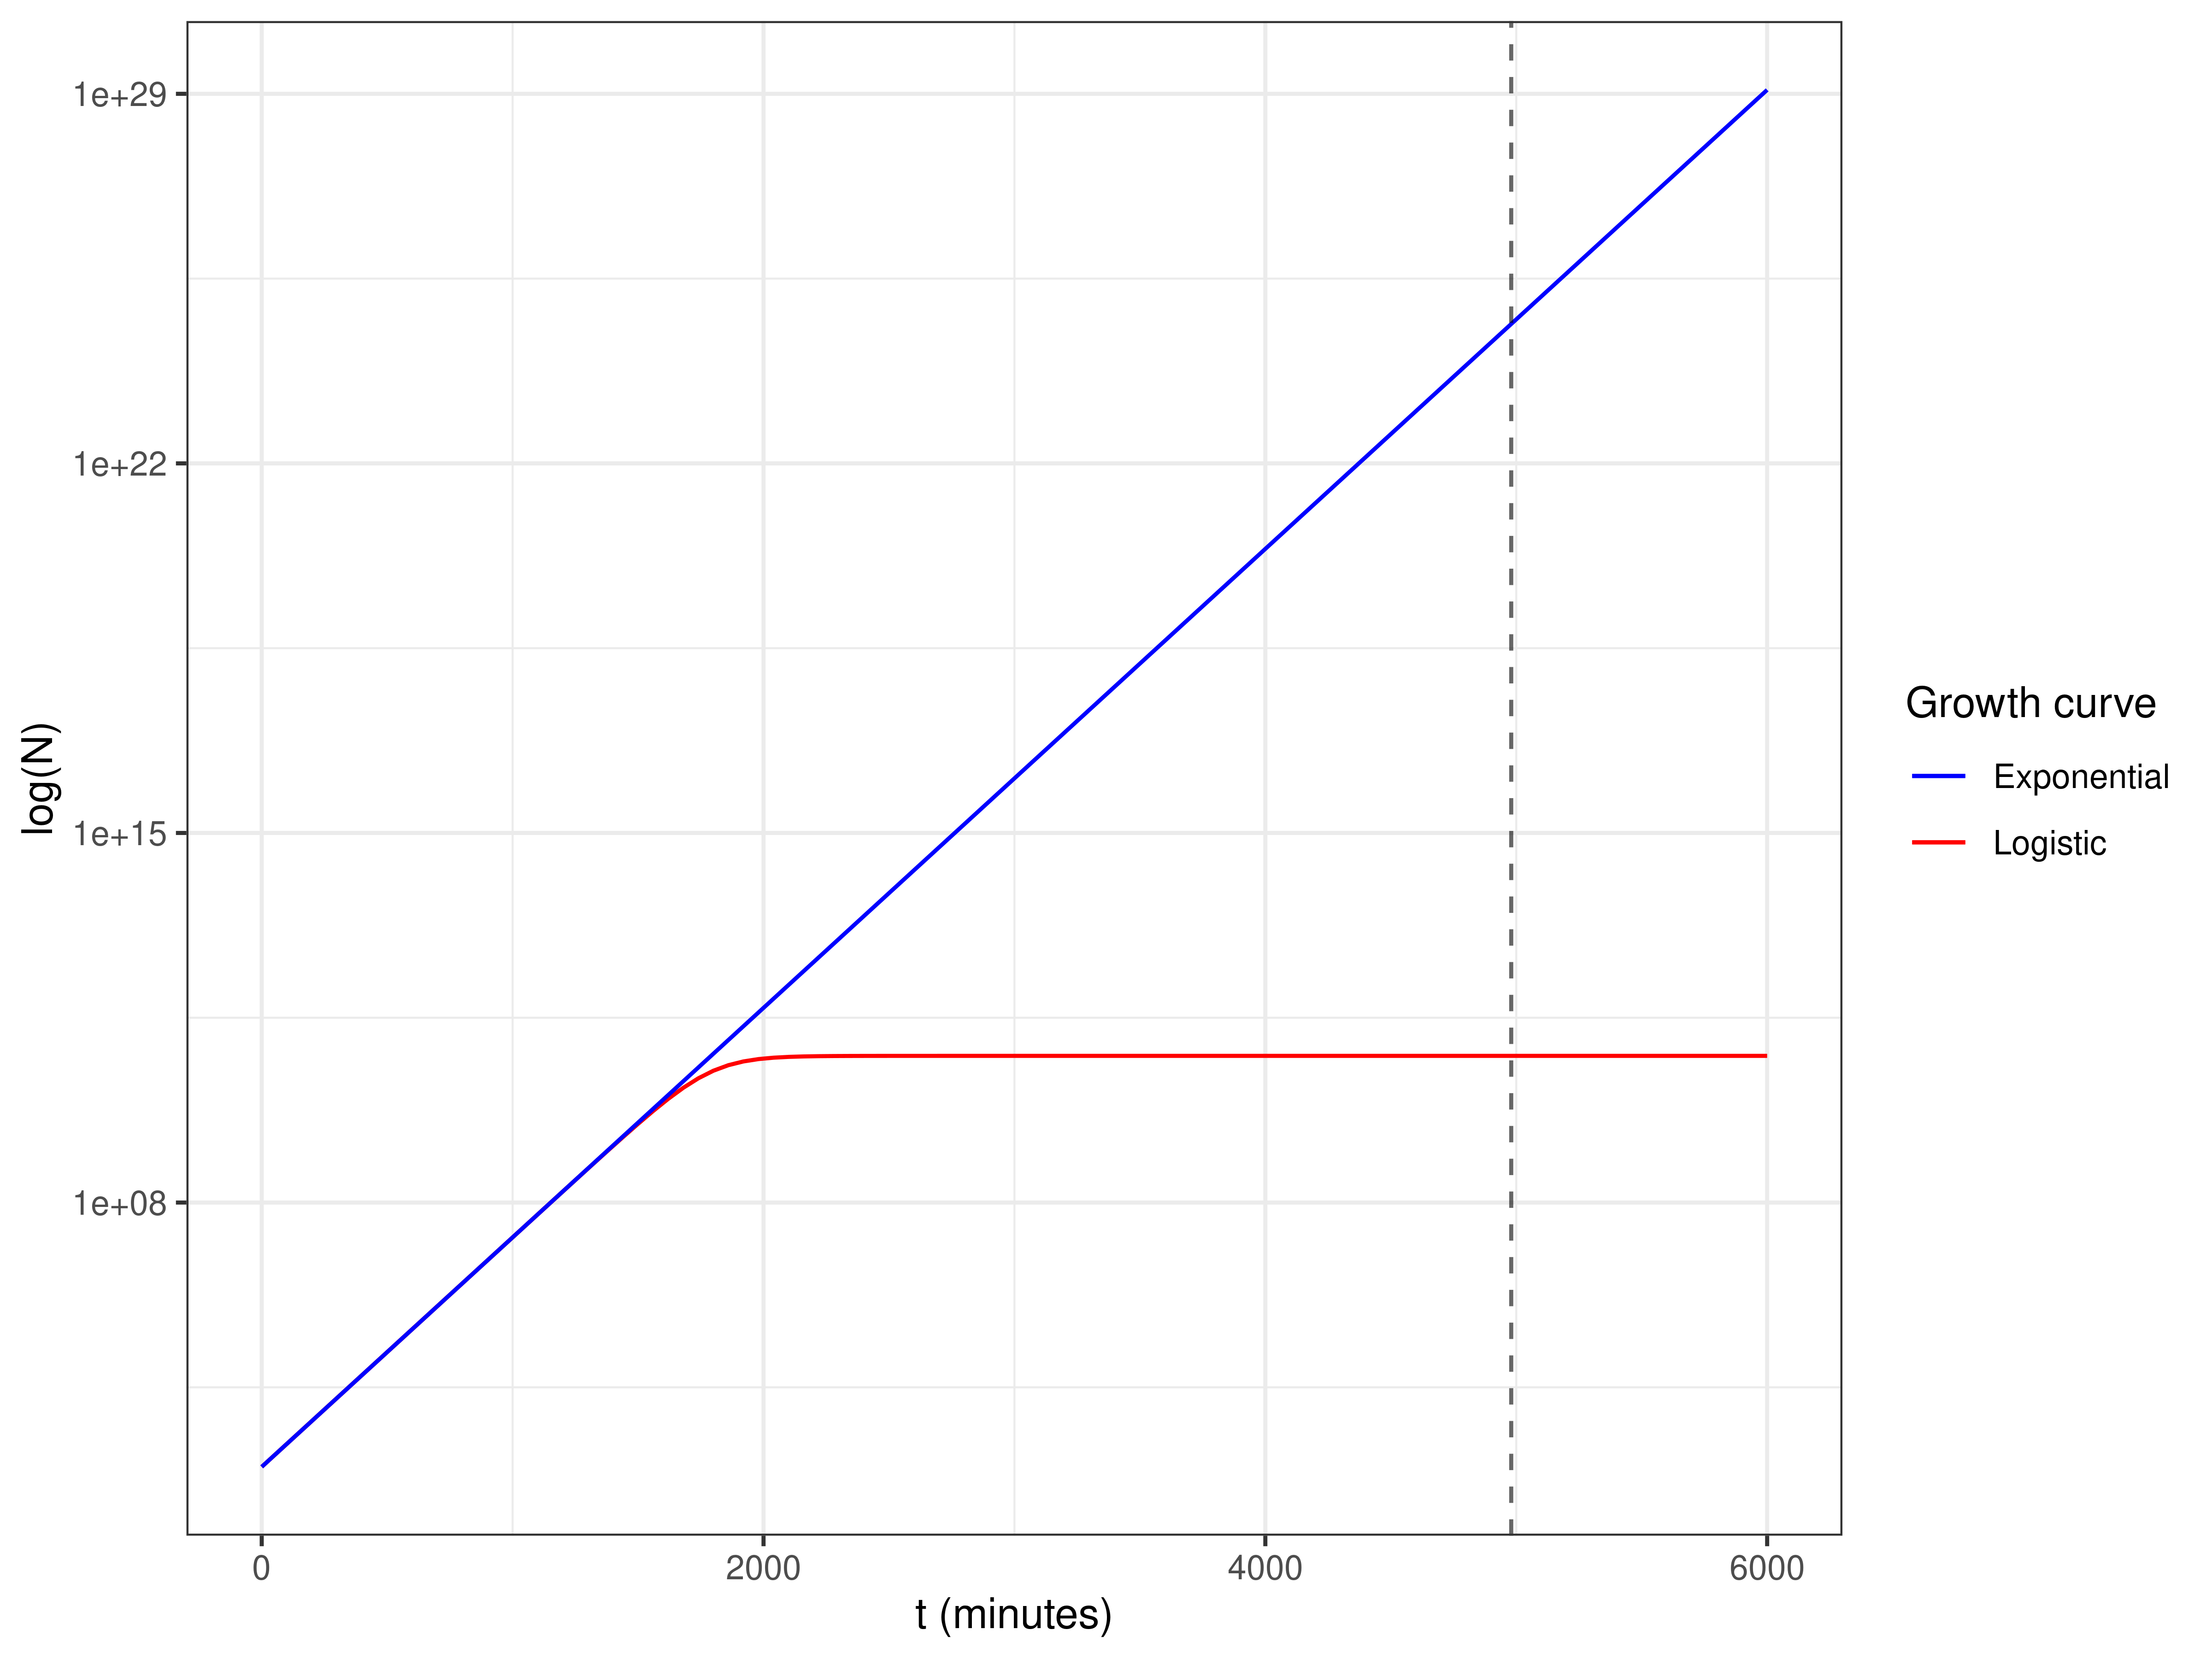 log(N)
1e+29
1e+22
1e+15
1e+08
0 2000 4000 6000
t (minutes)
Growth curve
Exponential
Logistic